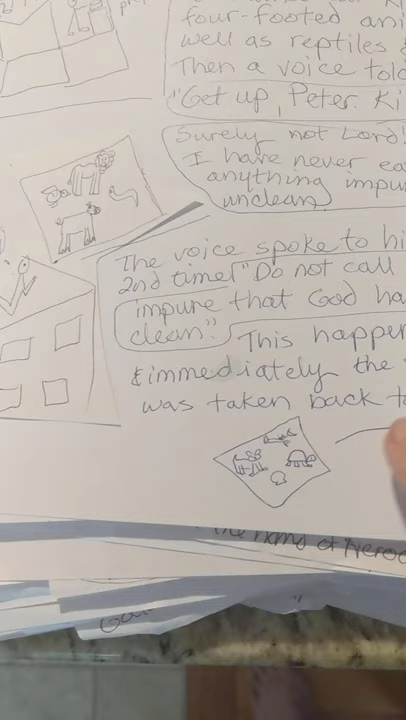 four-footed ani
well as reptiles
Then a voice told
"Get up, Peter. Ki
Surely not Lord!
I have never ea
anything impu
unclean
The voice spoke to hi
2nd time "Do not call
impure that God ha
clean." This happen
& immediately the
was taken back to
the
of Herod